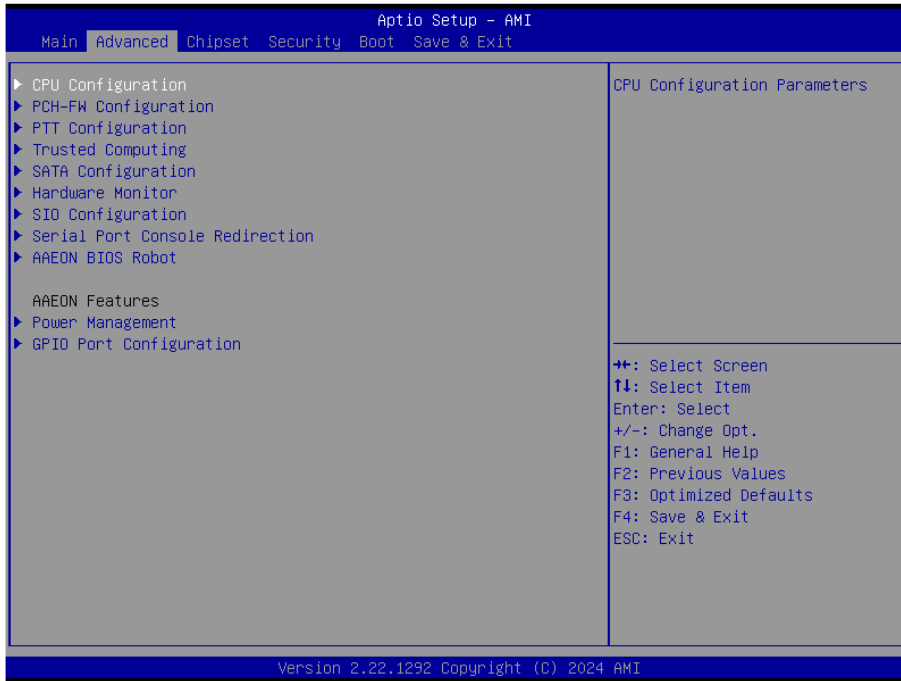 Aptio Setup – AMI
Main Advanced Chipset Security Boot Save & Exit
▶ CPU Configuration
▶ PCH-FW Configuration
▶ PTT Configuration
▶ Trusted Computing
▶ SATA Configuration
▶ Hardware Monitor
▶ SIO Configuration
▶ Serial Port Console Redirection
▶ AAEON BIOS Robot
AAEON Features
▶ Power Management
▶ GPIO Port Configuration
CPU Configuration Parameters
→←: Select Screen
↑↓: Select Item
Enter: Select
+/-: Change Opt.
F1: General Help
F2: Previous Values
F3: Optimized Defaults
F4: Save & Exit
ESC: Exit
Version 2.22.1292 Copyright (C) 2024 AMI